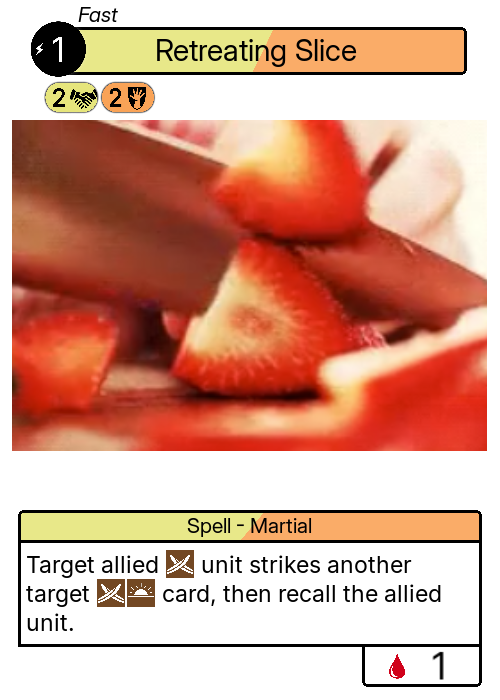 Fast
1
Retreating Slice
2 2
Spell - Martial
Target allied unit strikes another
target card, then recall the allied
unit.
1